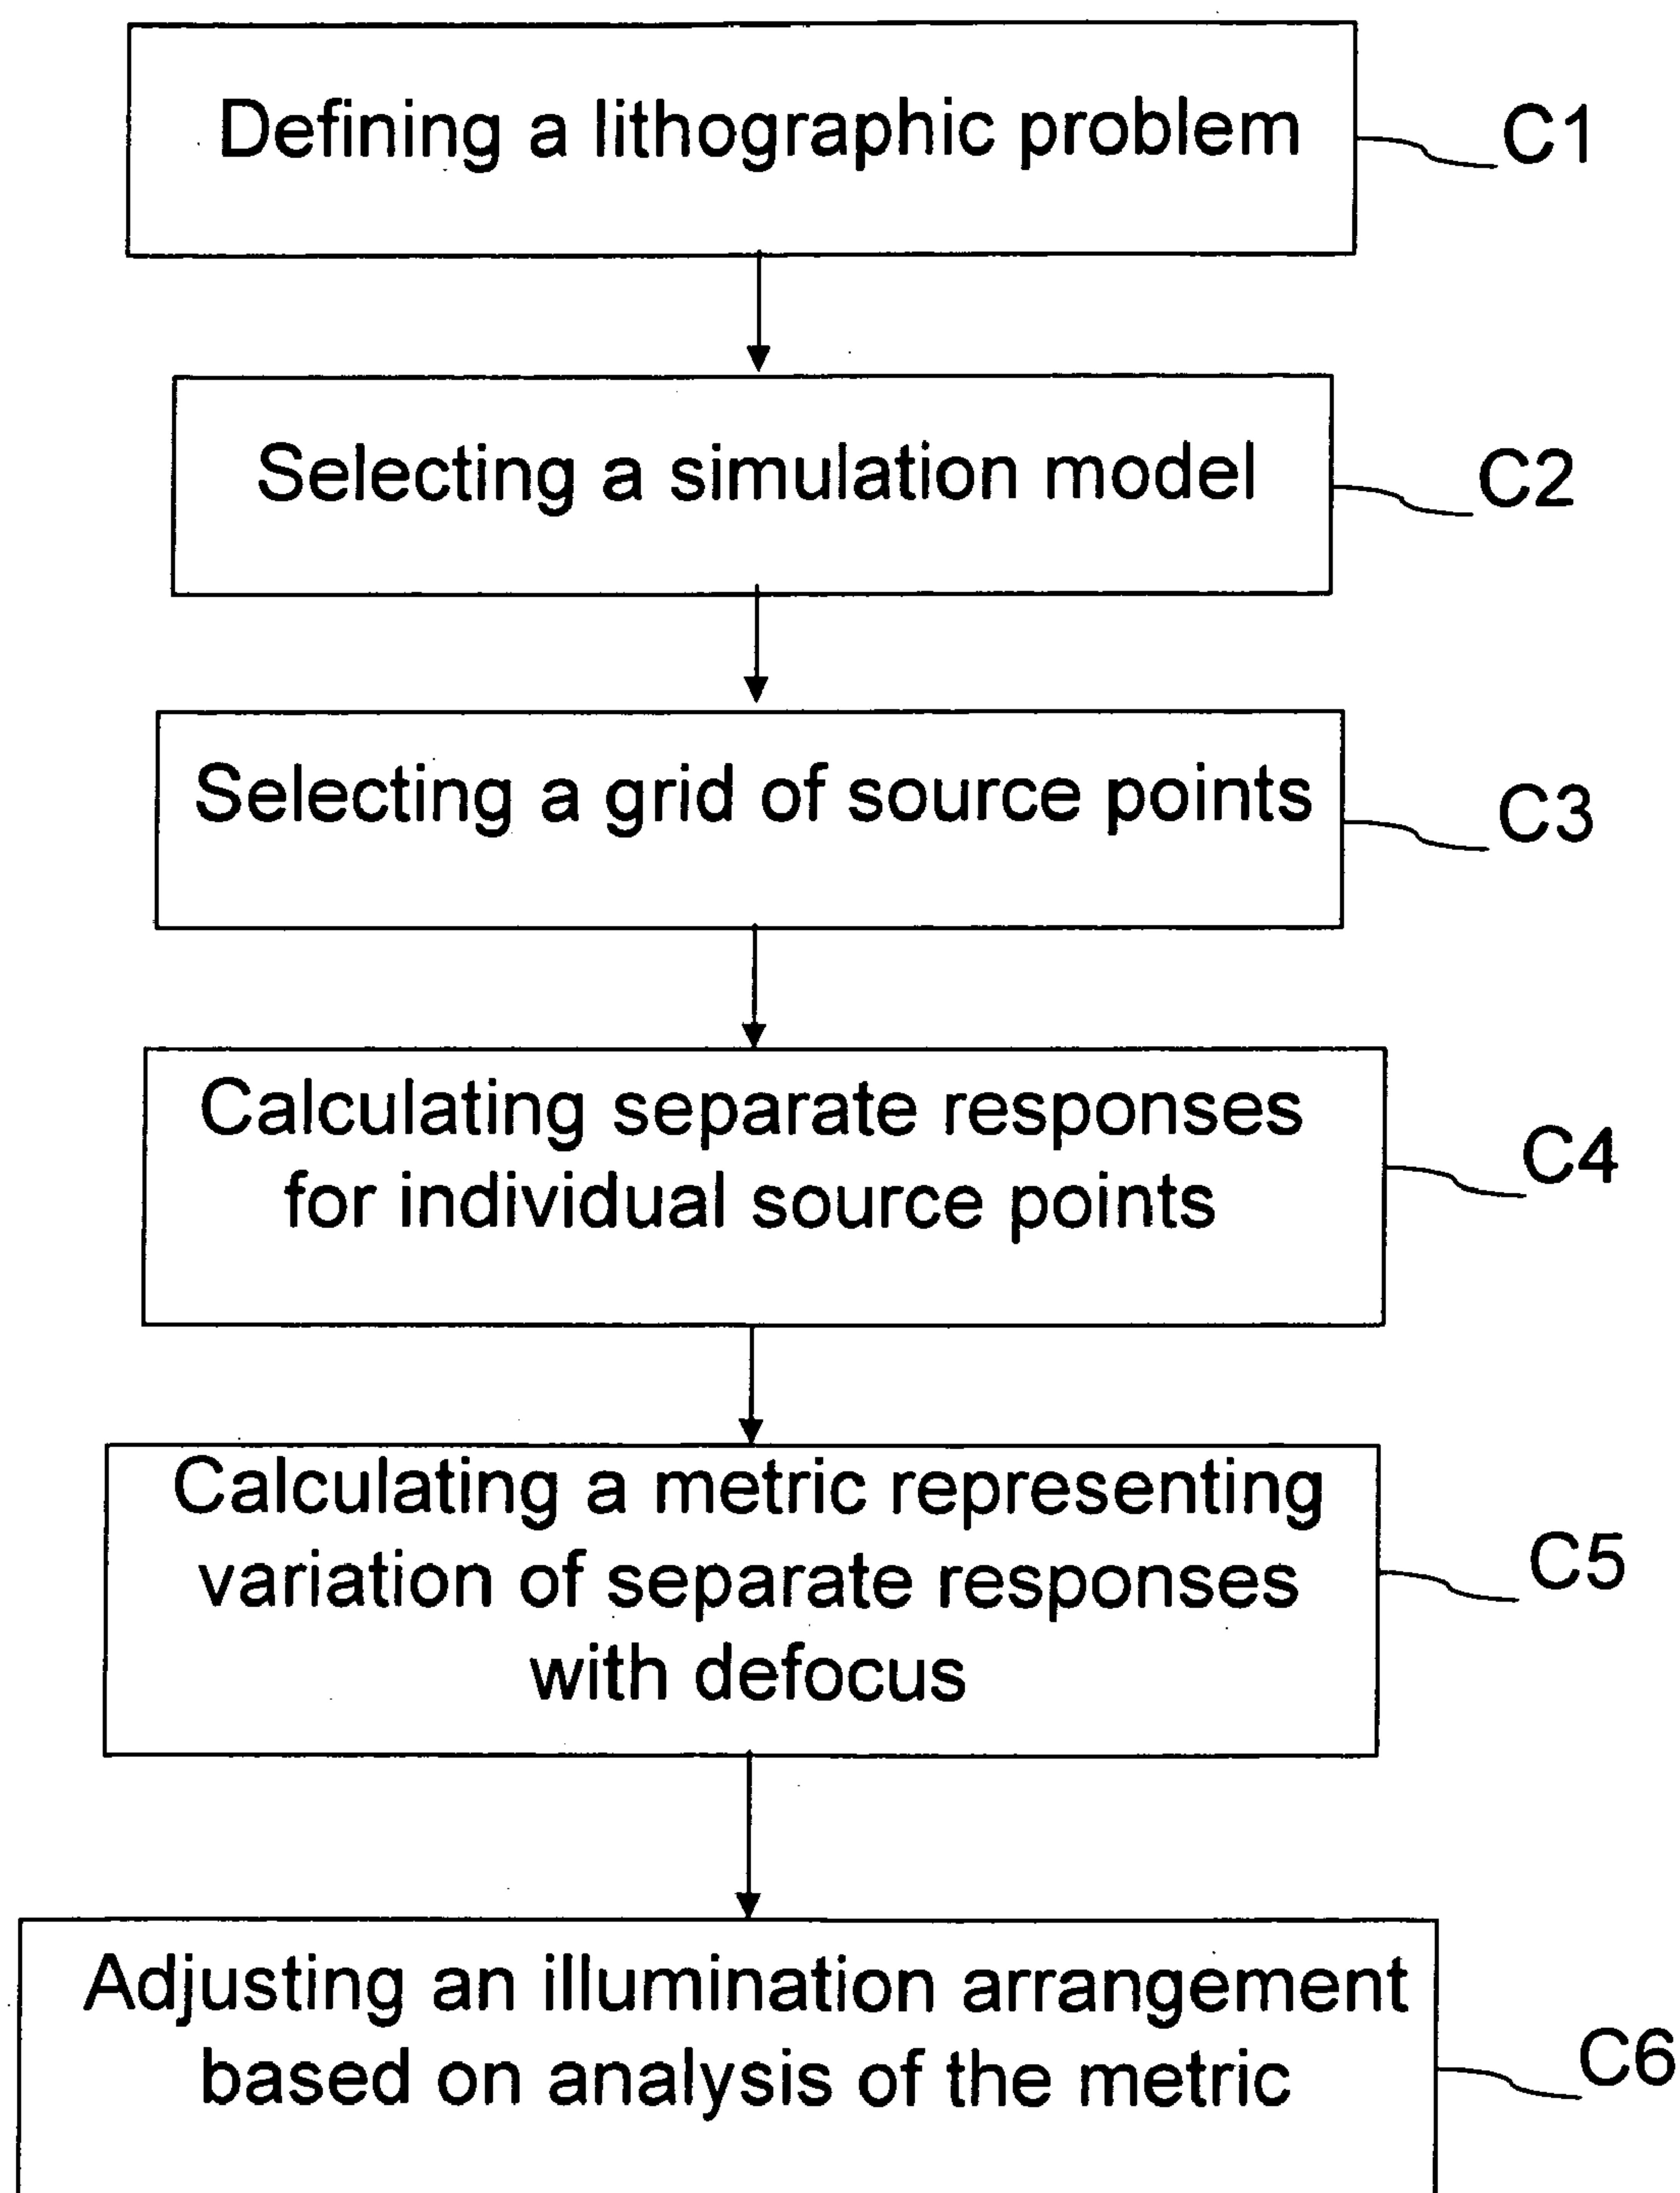 Defining a lithographic problem
C1
Selecting a simulation model
C2
Selecting a grid of source points
C3
Calculating separate responses
for individual source points
C4
Calculating a metric representing
variation of separate responses
with defocus
C5
Adjusting an illumination arrangement
based on analysis of the metric
C6